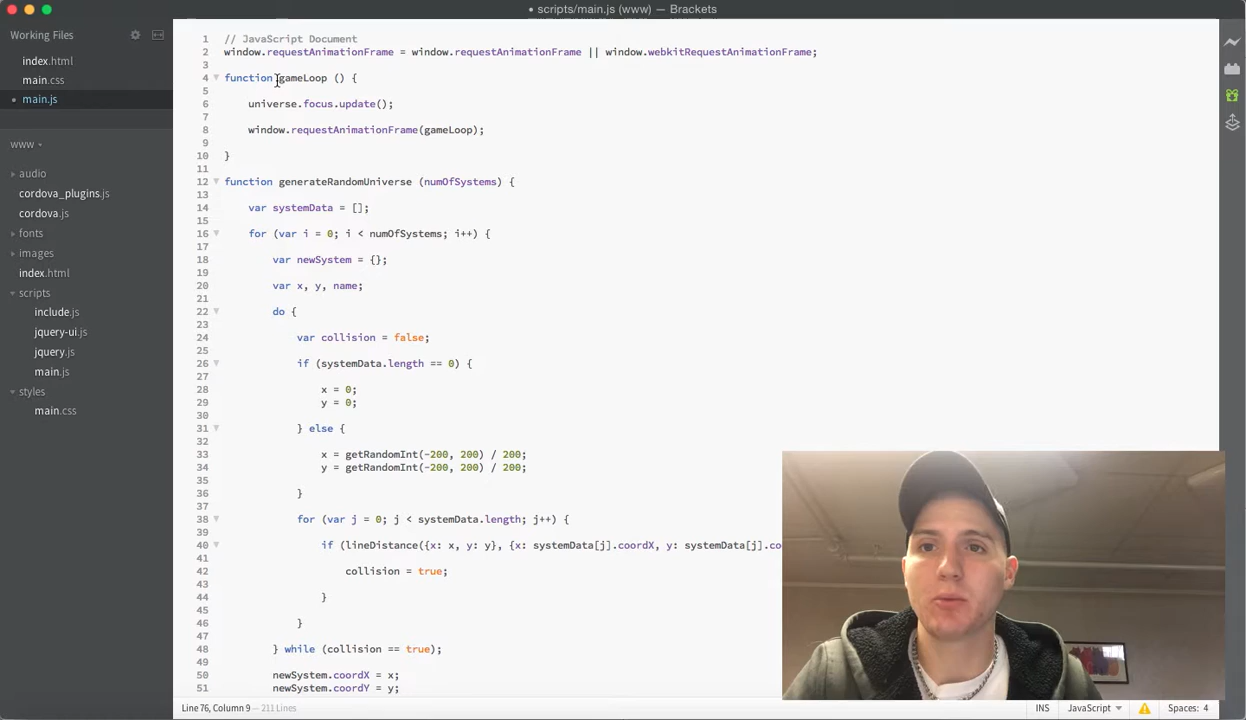 • scripts/main.js (www) — Brackets
Working Files
index.html
main.css
• main.js
www
audio
cordova_plugins.js
cordova.js
fonts
images
index.html
scripts
include.js
jquery-ui.js
jquery.js
main.js
styles
main.css
1 // JavaScript Document
2 window.requestAnimationFrame = window.requestAnimationFrame || window.webkitRequestAnimationFrame;
3
4 function gameLoop () {
5
6 universe.focus.update();
7
8 window.requestAnimationFrame(gameLoop);
9
10 }
11
12 function generateRandomUniverse (numOfSystems) {
13
14 var systemData = [];
15
16 for (var i = 0; i < numOfSystems; i++) {
17
18 var newSystem = {};
19
20 var x, y, name;
21
22 do {
23
24 var collision = false;
25
26 if (systemData.length == 0) {
27
28 x = 0;
29 y = 0;
30
31 } else {
32
33 x = getRandomInt(-200, 200) / 200;
34 y = getRandomInt(-200, 200) / 200;
35
36 }
37
38 for (var j = 0; j < systemData.length; j++) {
39
40 if (lineDistance({x: x, y: y}, {x: systemData[j].coordX, y: systemData[j].co
41
42 collision = true;
43
44 }
45
46 }
47
48 } while (collision == true);
49
50 newSystem.coordX = x;
51 newSystem.coordY = y;
Line 76, Column 9 — 211 Lines
INS JavaScript Spaces: 4